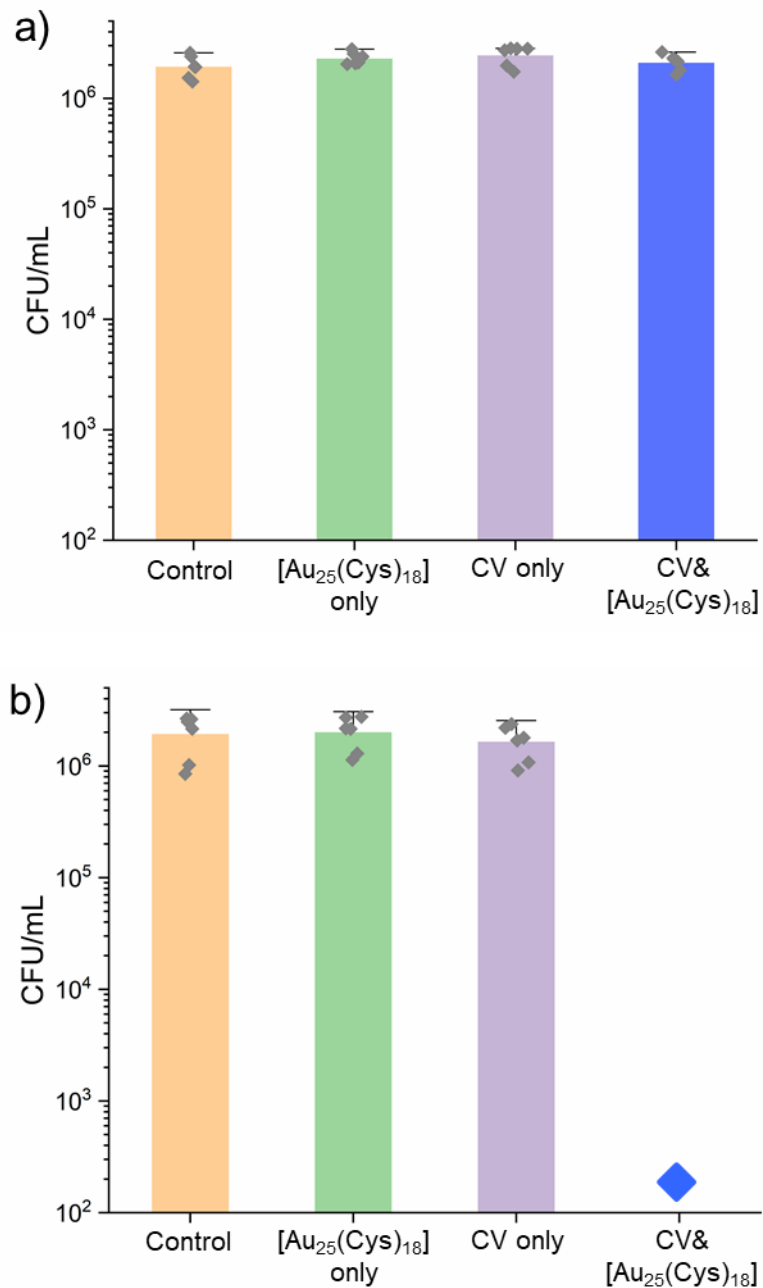 a)
CFU/mL
10⁶
10⁵
10⁴
10³
10²
Control
[Au₂₅(Cys)₁₈]
only
CV only
CV&
[Au₂₅(Cys)₁₈]
b)
CFU/mL
10⁶
10⁵
10⁴
10³
10²
Control
[Au₂₅(Cys)₁₈]
only
CV only
CV&
[Au₂₅(Cys)₁₈]